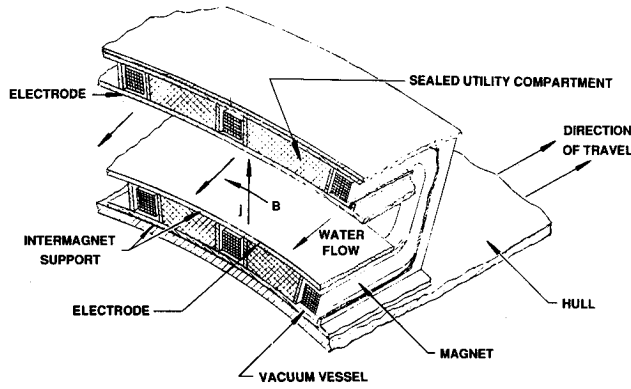 ELECTRODE
SEALED UTILITY COMPARTMENT
DIRECTION
OF TRAVEL
B
J
WATER
FLOW
INTERMAGNET
SUPPORT
ELECTRODE
HULL
MAGNET
VACUUM VESSEL